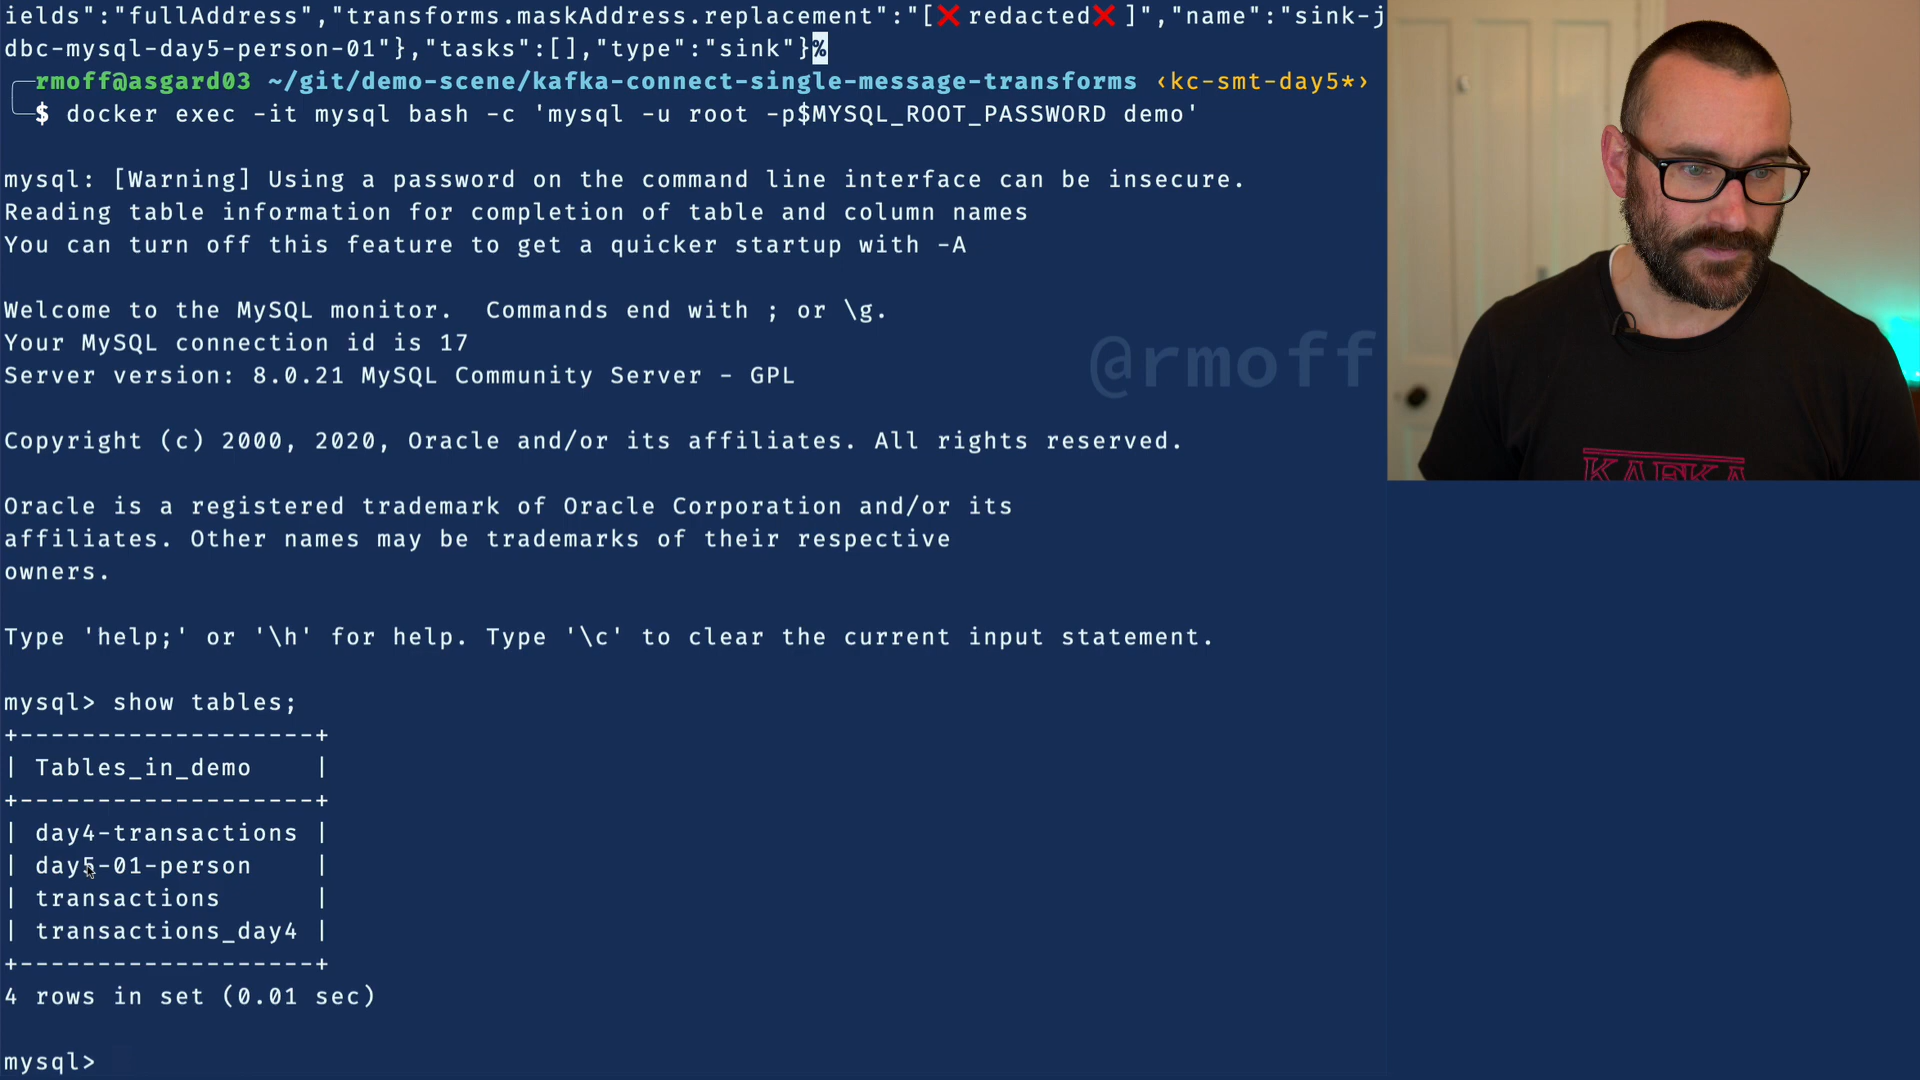 ields":"fullAddress","transforms.maskAddress.replacement":"[❌ redacted❌ ]","name":"sink-j
dbc-mysql-day5-person-01"},"tasks":[],"type":"sink"}%
rmoff@asgard03 ~/git/demo-scene/kafka-connect-single-message-transforms ‹kc-smt-day5*›
$ docker exec -it mysql bash -c 'mysql -u root -p$MYSQL_ROOT_PASSWORD demo'
mysql: [Warning] Using a password on the command line interface can be insecure.
Reading table information for completion of table and column names
You can turn off this feature to get a quicker startup with -A
Welcome to the MySQL monitor.  Commands end with ; or \g.
Your MySQL connection id is 17
Server version: 8.0.21 MySQL Community Server - GPL
@rmoff
Copyright (c) 2000, 2020, Oracle and/or its affiliates. All rights reserved.
Oracle is a registered trademark of Oracle Corporation and/or its
affiliates. Other names may be trademarks of their respective
owners.
Type 'help;' or '\h' for help. Type '\c' to clear the current input statement.
mysql> show tables;
+-------------------+
| Tables_in_demo    |
+-------------------+
| day4-transactions |
| day5-01-person    |
| transactions      |
| transactions_day4 |
+-------------------+
4 rows in set (0.01 sec)
mysql>
KAFKA